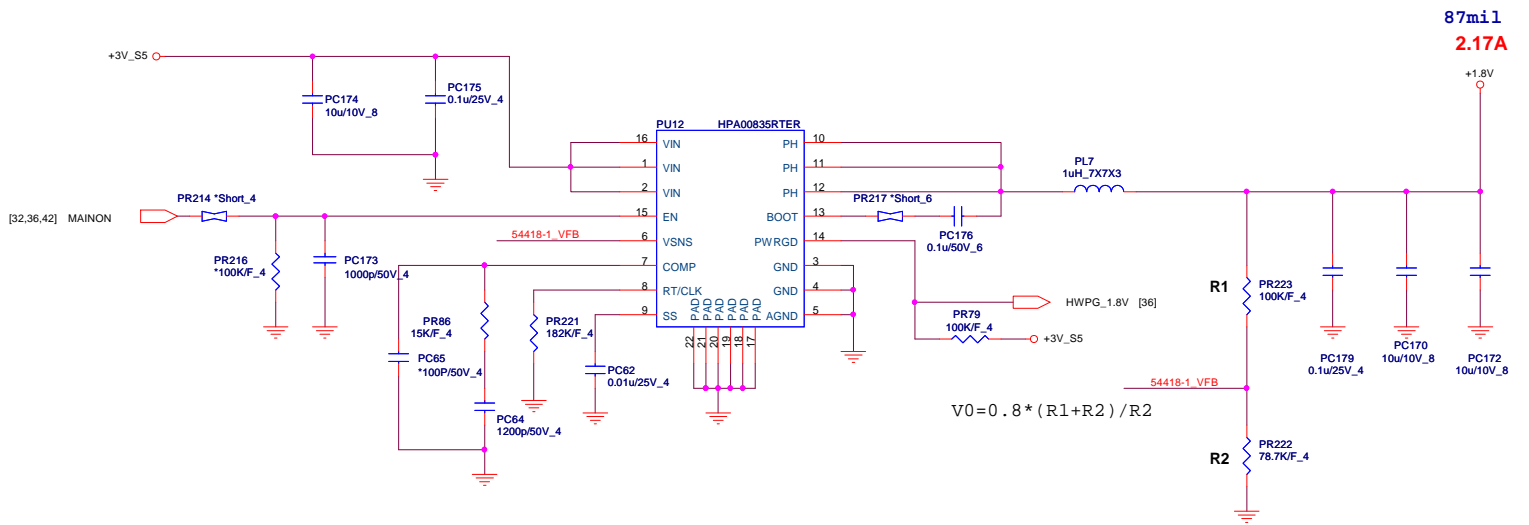 87mil
2.17A
+3V_S5
+1.8V
PC174
10u/10V_8
PC175
0.1u/25V_4
PU12
HPA00835RTER
16
VIN
PH
10
1
VIN
PH
11
2
VIN
PH
12
15
EN
BOOT
13
6
VSNS
PWRGD
14
7
COMP
GND
3
8
RT/CLK
GND
4
9
SS
AGND
5
PAD PAD PAD PAD PAD PAD
22 21 20 19 18 17
PL7
1uH_7X7X3
PR214 *Short_4
[32,36,42] MAINON
PR217 *Short_6
PC176
0.1u/50V_6
54418-1_VFB
PR216
*100K/F_4
PC173
1000p/50V_4
PR86
15K/F_4
PC65
*100P/50V_4
PC64
1200p/50V_4
PR221
182K/F_4
PC62
0.01u/25V_4
HWPG_1.8V [36]
PR79
100K/F_4
+3V_S5
R1
PR223
100K/F_4
PC179
0.1u/25V_4
PC170
10u/10V_8
PC172
10u/10V_8
54418-1_VFB
V0=0.8*(R1+R2)/R2
R2
PR222
78.7K/F_4